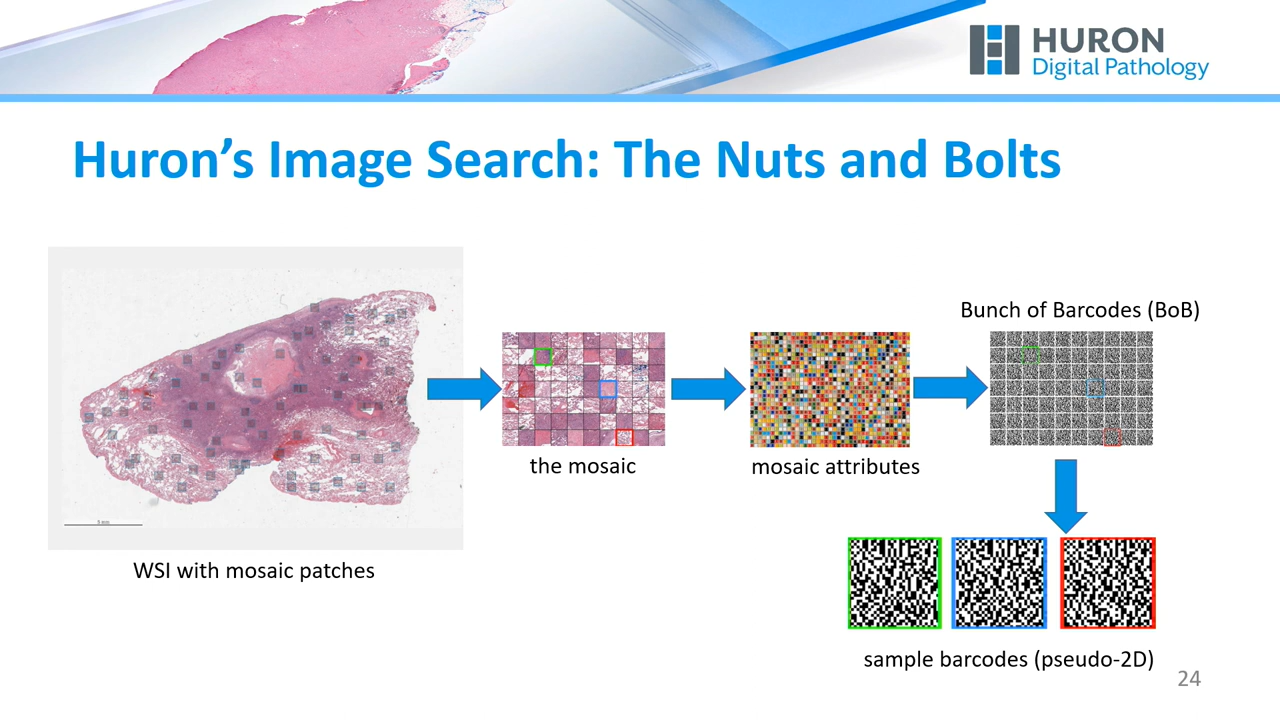 HURON
Digital Pathology
Huron’s Image Search: The Nuts and Bolts
Bunch of Barcodes (BoB)
the mosaic
mosaic attributes
WSI with mosaic patches
sample barcodes (pseudo-2D)
24